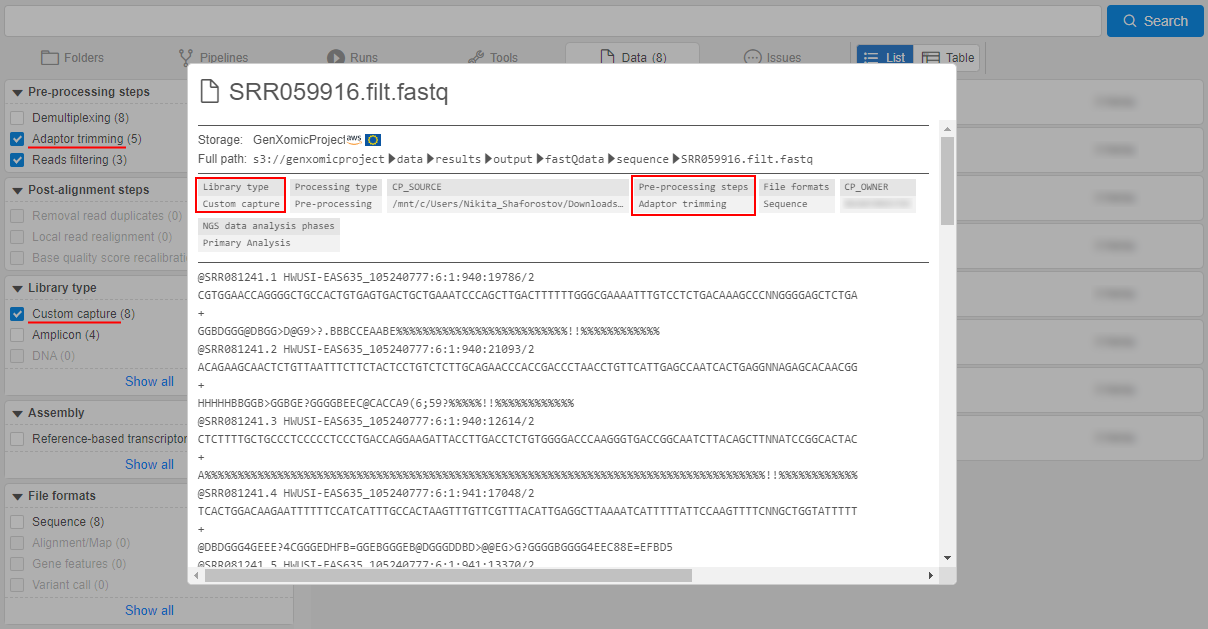 Search
Folders
Pipelines
Runs
Tools
Data (8)
Issues
List
Table
Pre-processing steps
Demultiplexing (8)
Adaptor trimming (5)
Reads filtering (3)
Post-alignment steps
Removal read duplicates (0)
Local read realignment (0)
Base quality score recalibrati
Library type
Custom capture (8)
Amplicon (4)
DNA (0)
Show all
Assembly
Reference-based transcriptor
Show all
File formats
Sequence (8)
Alignment/Map (0)
Gene features (0)
Variant call (0)
Show all
SRR059916.filt.fastq
Storage: GenXomicProject aws
Full path: s3://genxomicproject data results output fastQdata sequence SRR059916.filt.fastq
Library type Processing type CP_SOURCE Pre-processing steps File formats CP_OWNER
Custom capture Pre-processing /mnt/c/Users/Nikita_Shaforostov/Downloads… Adaptor trimming Sequence
NGS data analysis phases
Primary Analysis
@SRR081241.1 HWUSI-EAS635_105240777:6:1:940:19786/2
CGTGGAACCAGGGGCTGCCACTGTGAGTGACTGCTGAAATCCCAGCTTGACTTTTTTGGGCGAAAATTTGTCCTCTGACAAAGCCCNNGGGGAGCTCTGA
+
GGBDGGG@DBGG>D@G9>?.BBBCCEAABE%%%%%%%%%%%%%%%%%%%%%%%%%%!!%%%%%%%%%%%%
@SRR081241.2 HWUSI-EAS635_105240777:6:1:940:21093/2
ACAGAAGCAACTCTGTTAATTTCTTCTACTCCTGTCTCTTGCAGAACCCACCGACCCTAACCTGTTCATTGAGCCAATCACTGAGGNNAGAGCACAACGG
+
HHHHHBBGGB>GGBGE?GGGGBEEC@CACCA9(6;59?%%%%%!!%%%%%%%%%%%%
@SRR081241.3 HWUSI-EAS635_105240777:6:1:940:12614/2
CTCTTTTGCTGCCCTCCCCCTCCCTGACCAGGAAGATTACCTTGACCTCTGTGGGGACCCAAGGGTGACCGGCAATCTTACAGCTTNNATCCGGCACTAC
+
A%%%%%%%%%%%%%%%%%%%%%%%%%%%%%%%%%%%%%%%%%%%%%%%%%%%%%%%%%%%%%%%%%%%%%%%%%%%%%%%%%%%%%%!!%%%%%%%%%%%%
@SRR081241.4 HWUSI-EAS635_105240777:6:1:941:17048/2
TCACTGGACAAGAATTTTTTCCATCATTTGCCACTAAGTTTGTTCGTTTACATTGAGGCTTAAAATCATTTTTATTCCAAGTTTTCNNGCTGGTATTTTT
+
@DBDGGG4GEEE?4CGGGEDHFB=GGEBGGGEB@DGGGDDBD>@@EG>G?GGGGBGGGG4EEC88E=EFBD5
@SRR081241.5 HWUSI-EAS635_105240777:6:1:941:13370/2